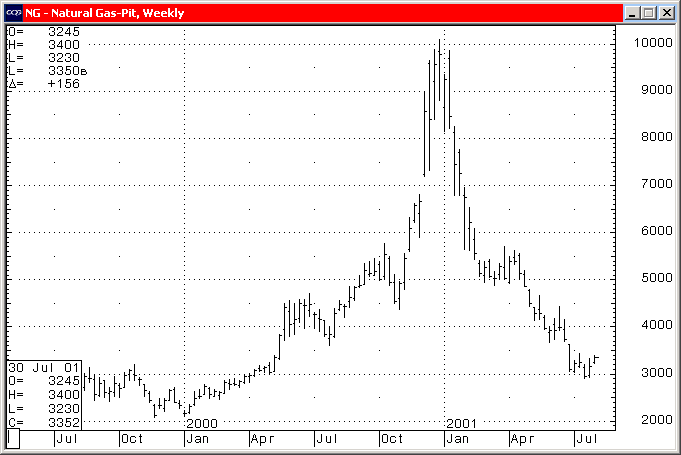 CQG NG - Natural Gas-Pit, Weekly
O= 3245
H= 3400
L= 3230
L= 3350B
Δ= +156
10000
9000
8000
7000
6000
5000
4000
3000
2000
30 Jul 01
O= 3245
H= 3400
L= 3230
C= 3352
2000 2001
Jul Oct Jan Apr Jul Oct Jan Apr Jul